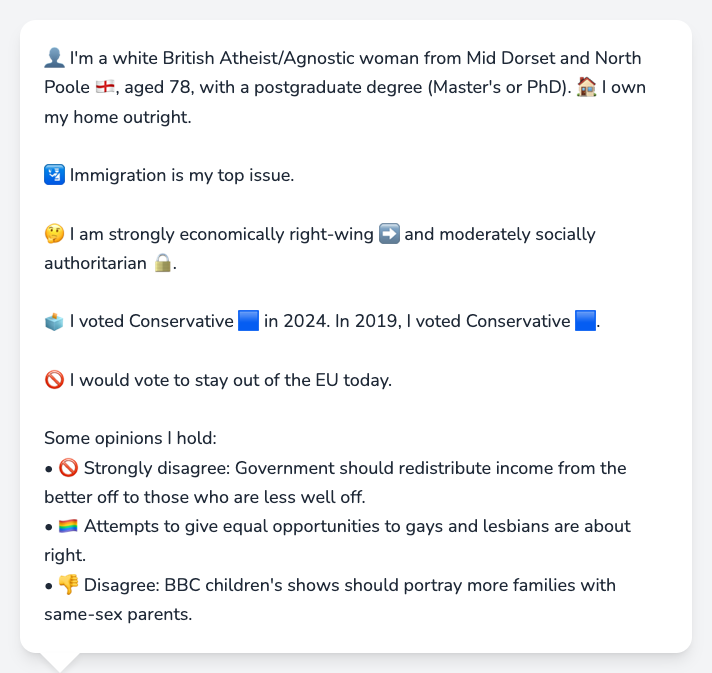 👤 I'm a white British Atheist/Agnostic woman from Mid Dorset and North
Poole 🏴󠁧󠁢󠁥󠁮󠁧󠁿, aged 78, with a postgraduate degree (Master's or PhD). 🏠 I own
my home outright.
🛂 Immigration is my top issue.
🤔 I am strongly economically right-wing ➡️ and moderately socially
authoritarian 🔒.
🗳️ I voted Conservative 🟦 in 2024. In 2019, I voted Conservative 🟦.
🚫 I would vote to stay out of the EU today.
Some opinions I hold:
• 🚫 Strongly disagree: Government should redistribute income from the
better off to those who are less well off.
• 🏳️‍🌈 Attempts to give equal opportunities to gays and lesbians are about
right.
• 👎 Disagree: BBC children's shows should portray more families with
same-sex parents.